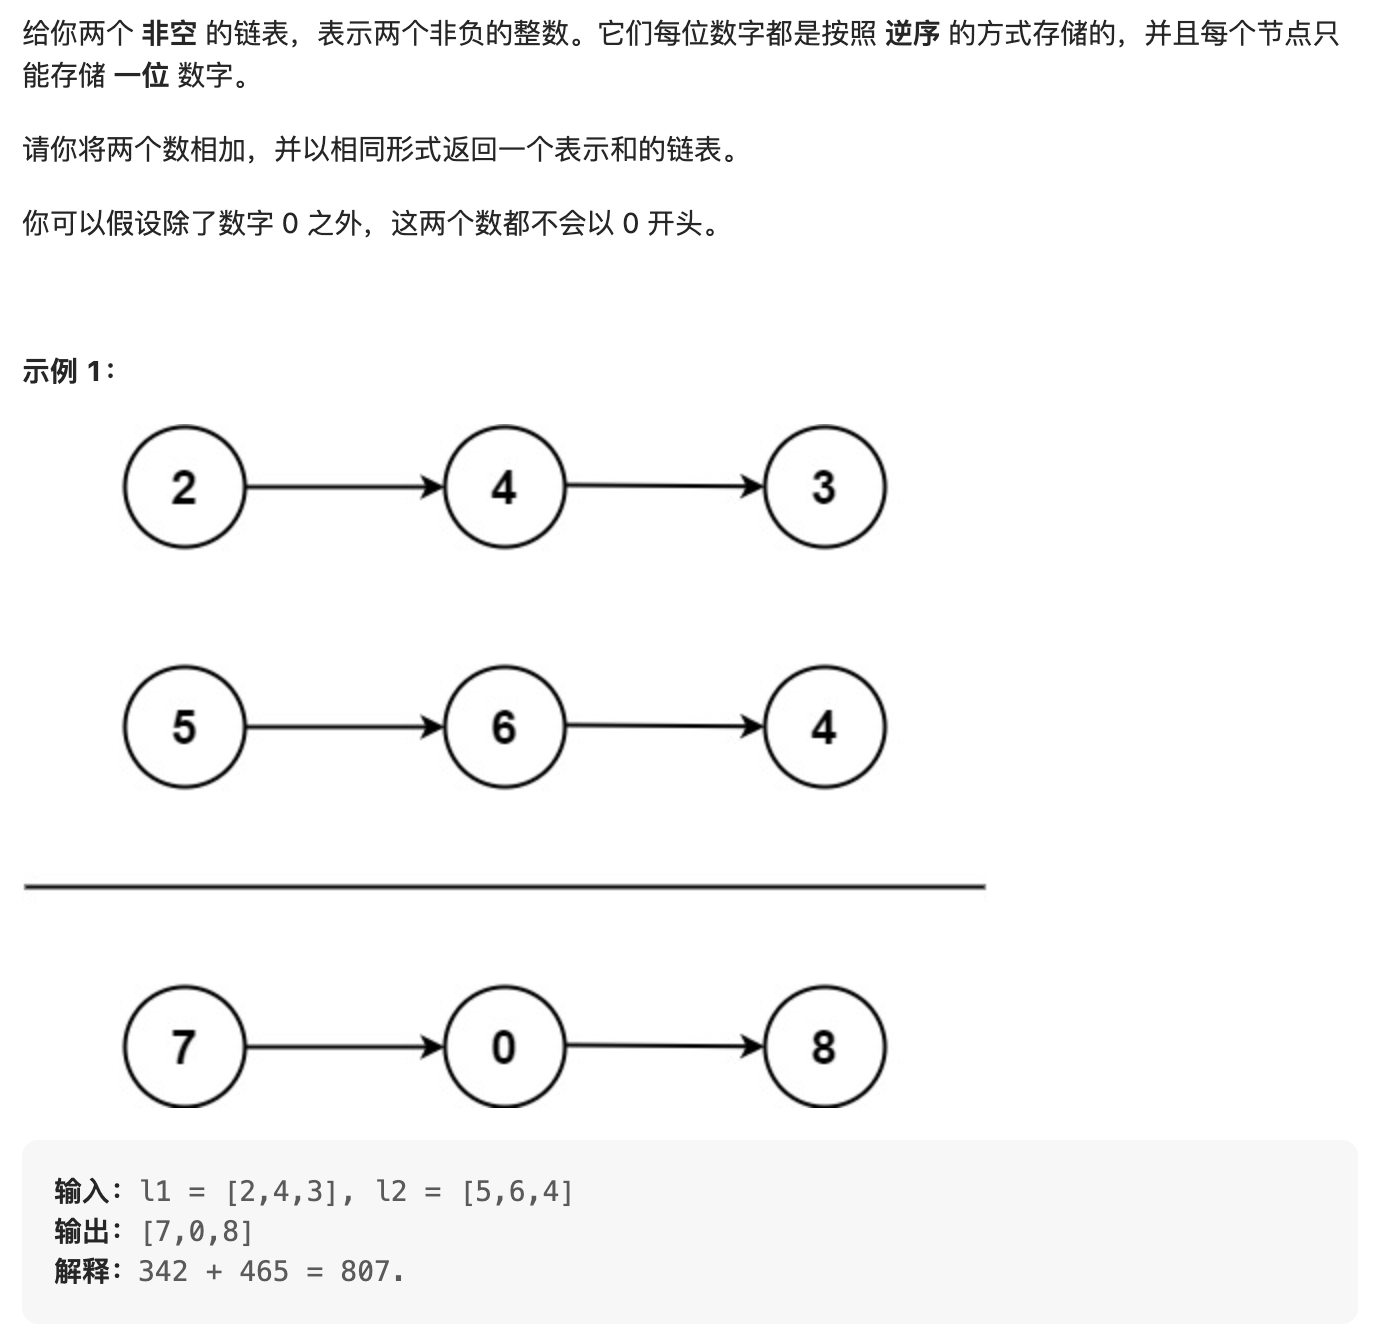 给你两个 非空 的链表，表示两个非负的整数。它们每位数字都是按照 逆序 的方式存储的，并且每个节点只
能存储 一位 数字。
请你将两个数相加，并以相同形式返回一个表示和的链表。
你可以假设除了数字 0 之外，这两个数都不会以 0 开头。
示例 1：
2 4 3
5 6 4
7 0 8
输入：l1 = [2,4,3], l2 = [5,6,4]
输出：[7,0,8]
解释：342 + 465 = 807.